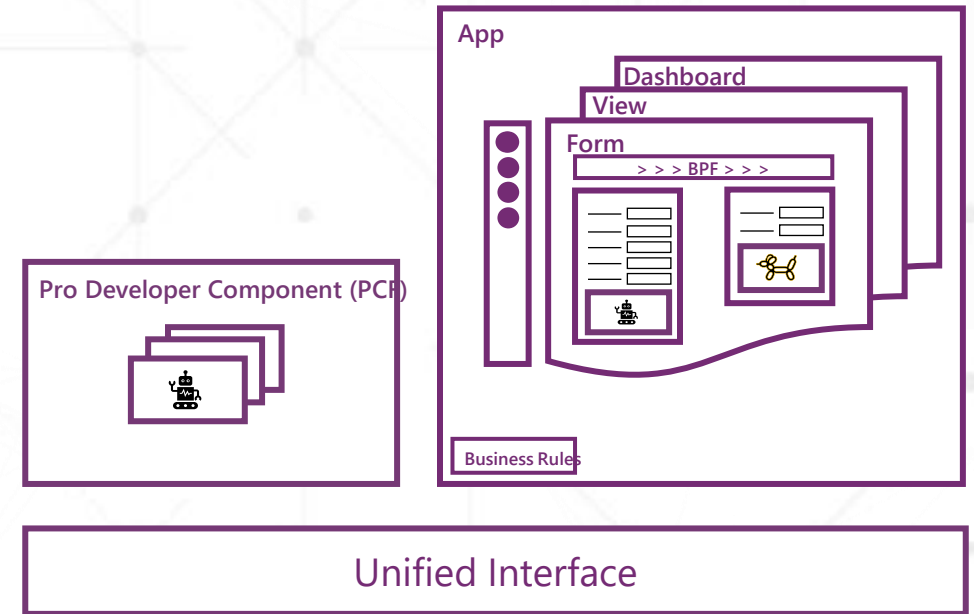 App
Dashboard
View
Form
> > > BPF > > >
Pro Developer Component (PCF)
Business Rules
Unified Interface